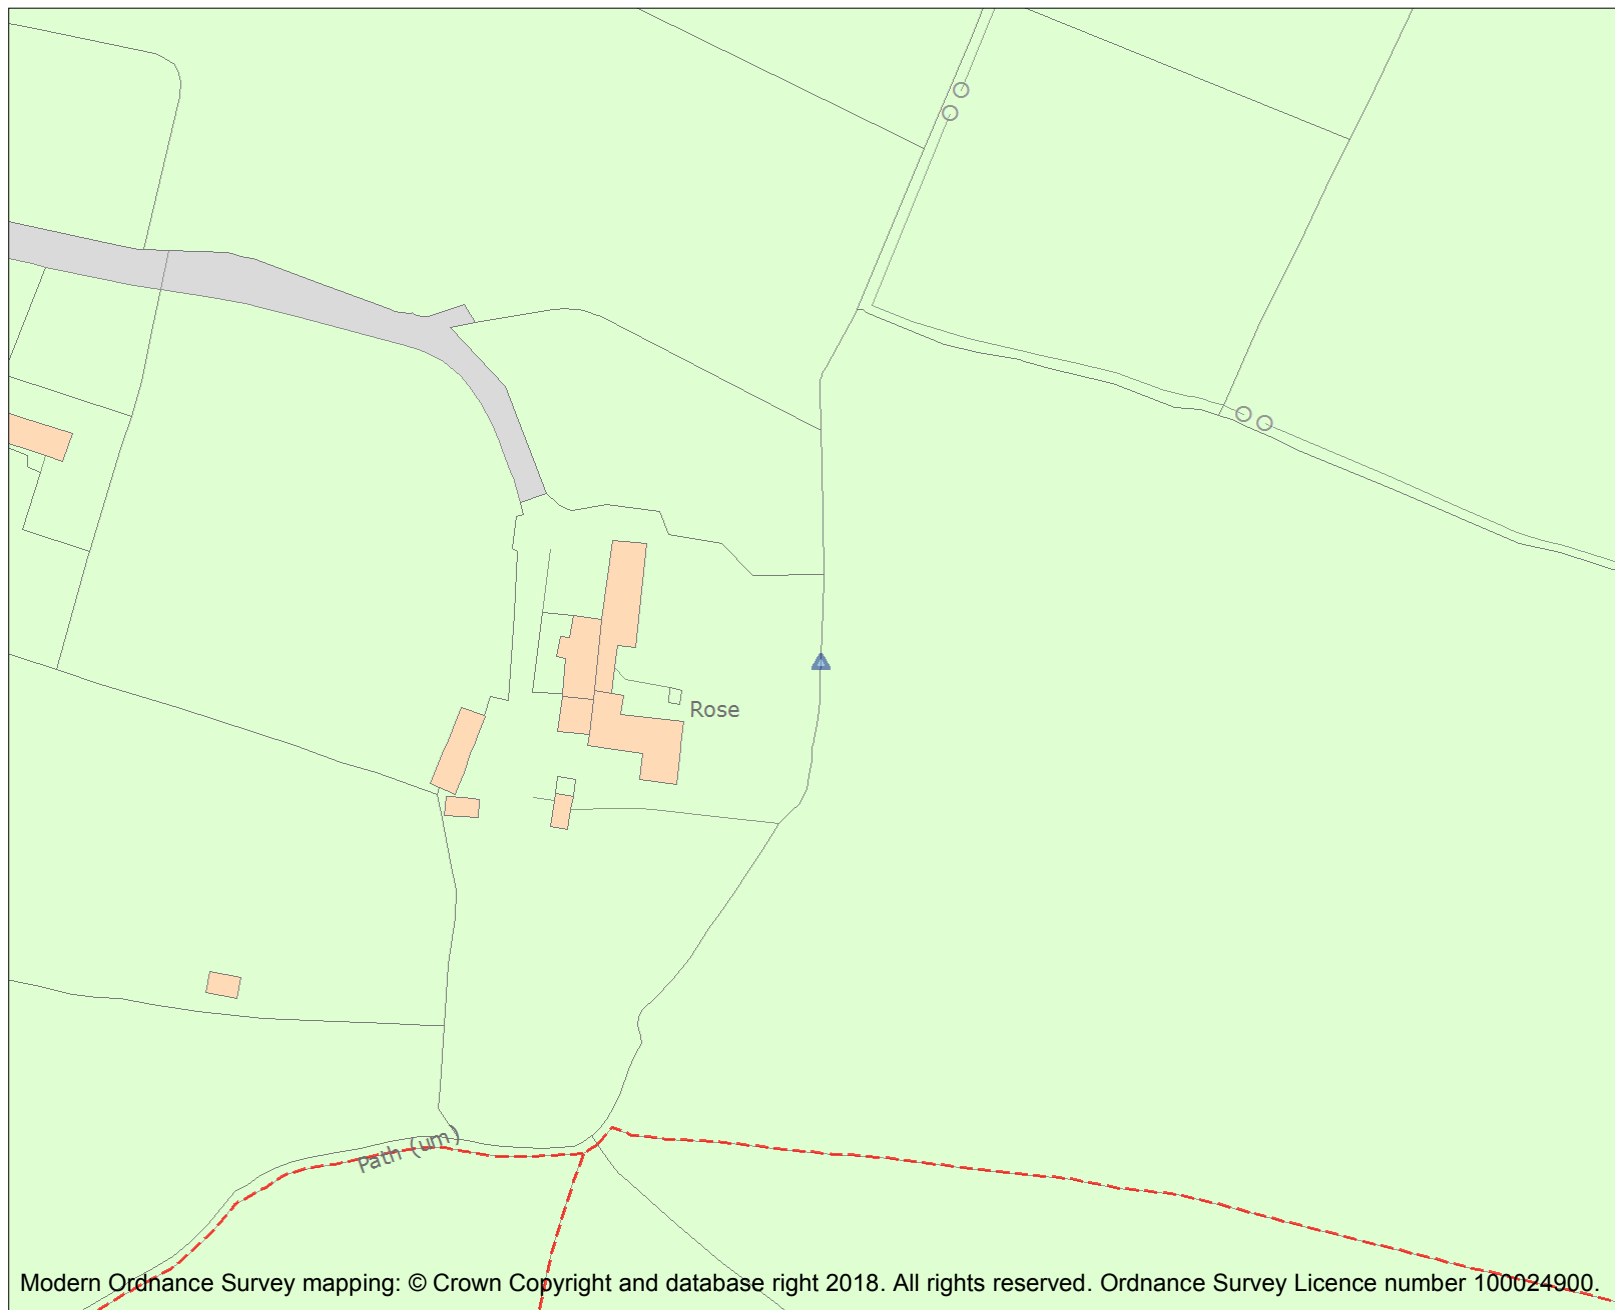 Rose
Path (um)
Modern Ordnance Survey mapping: © Crown Copyright and database right 2018. All rights reserved. Ordnance Survey Licence number 100024900.